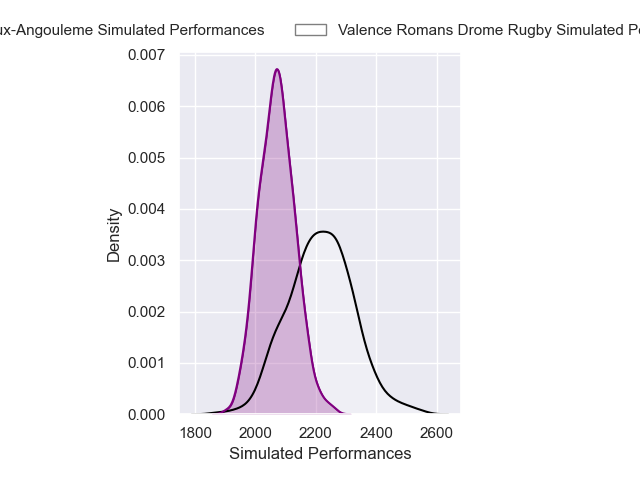 ux-Angouleme Simulated Performances Valence Romans Drome Rugby Simulated Pe
0.007
0.006
0.005
0.004
0.003
0.002
0.001
0.000
Density
1800 2000 2200 2400 2600
Simulated Performances